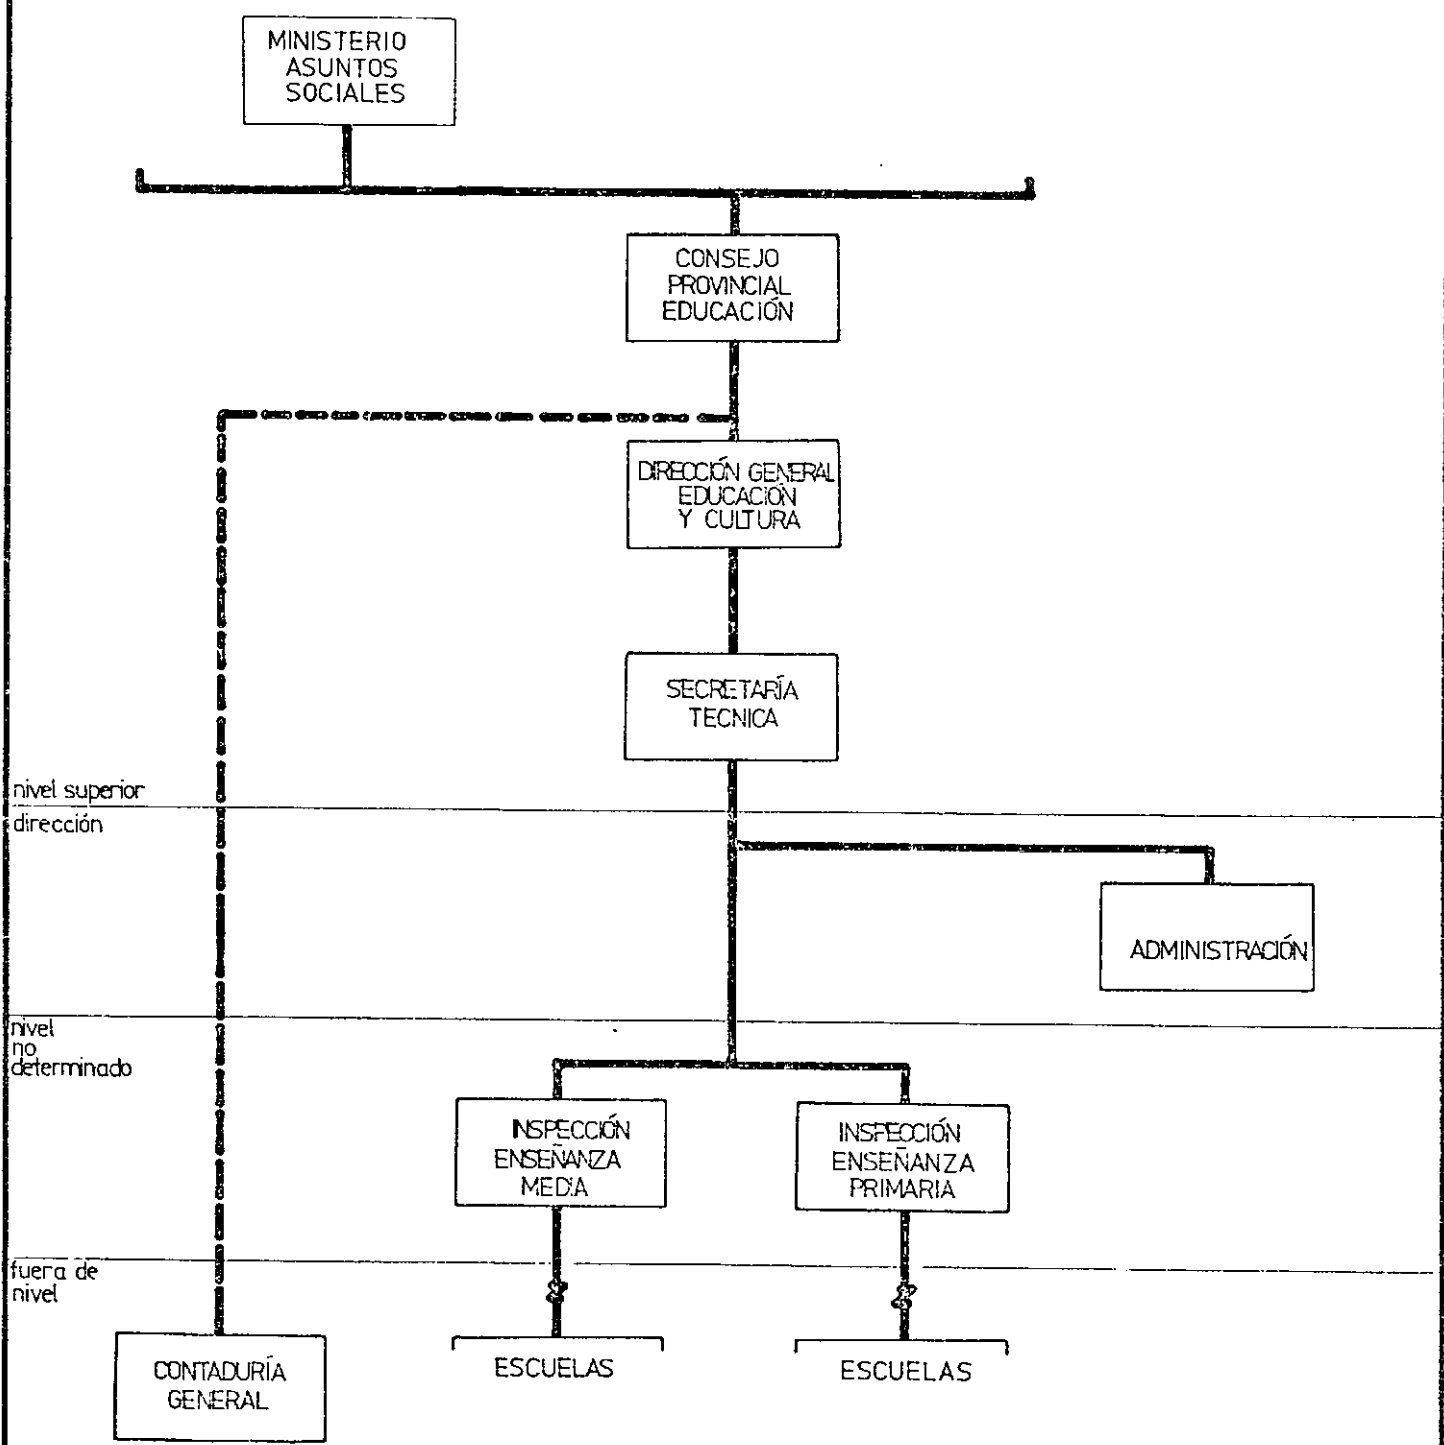 MINISTERIO
ASUNTOS
SOCIALES
CONSEJO
PROVINCIAL
EDUCACIÓN
DIRECCIÓN GENERAL
EDUCACIÓN
Y CULTURA
SECRETARÍA
TECNICA
nivel superior
dirección
ADMINISTRACIÓN
nivel
no
determinado
INSPECCIÓN
ENSEÑANZA
MEDIA
INSPECCIÓN
ENSEÑANZA
PRIMARIA
fuera de
nivel
CONTADURÍA
GENERAL
ESCUELAS
ESCUELAS